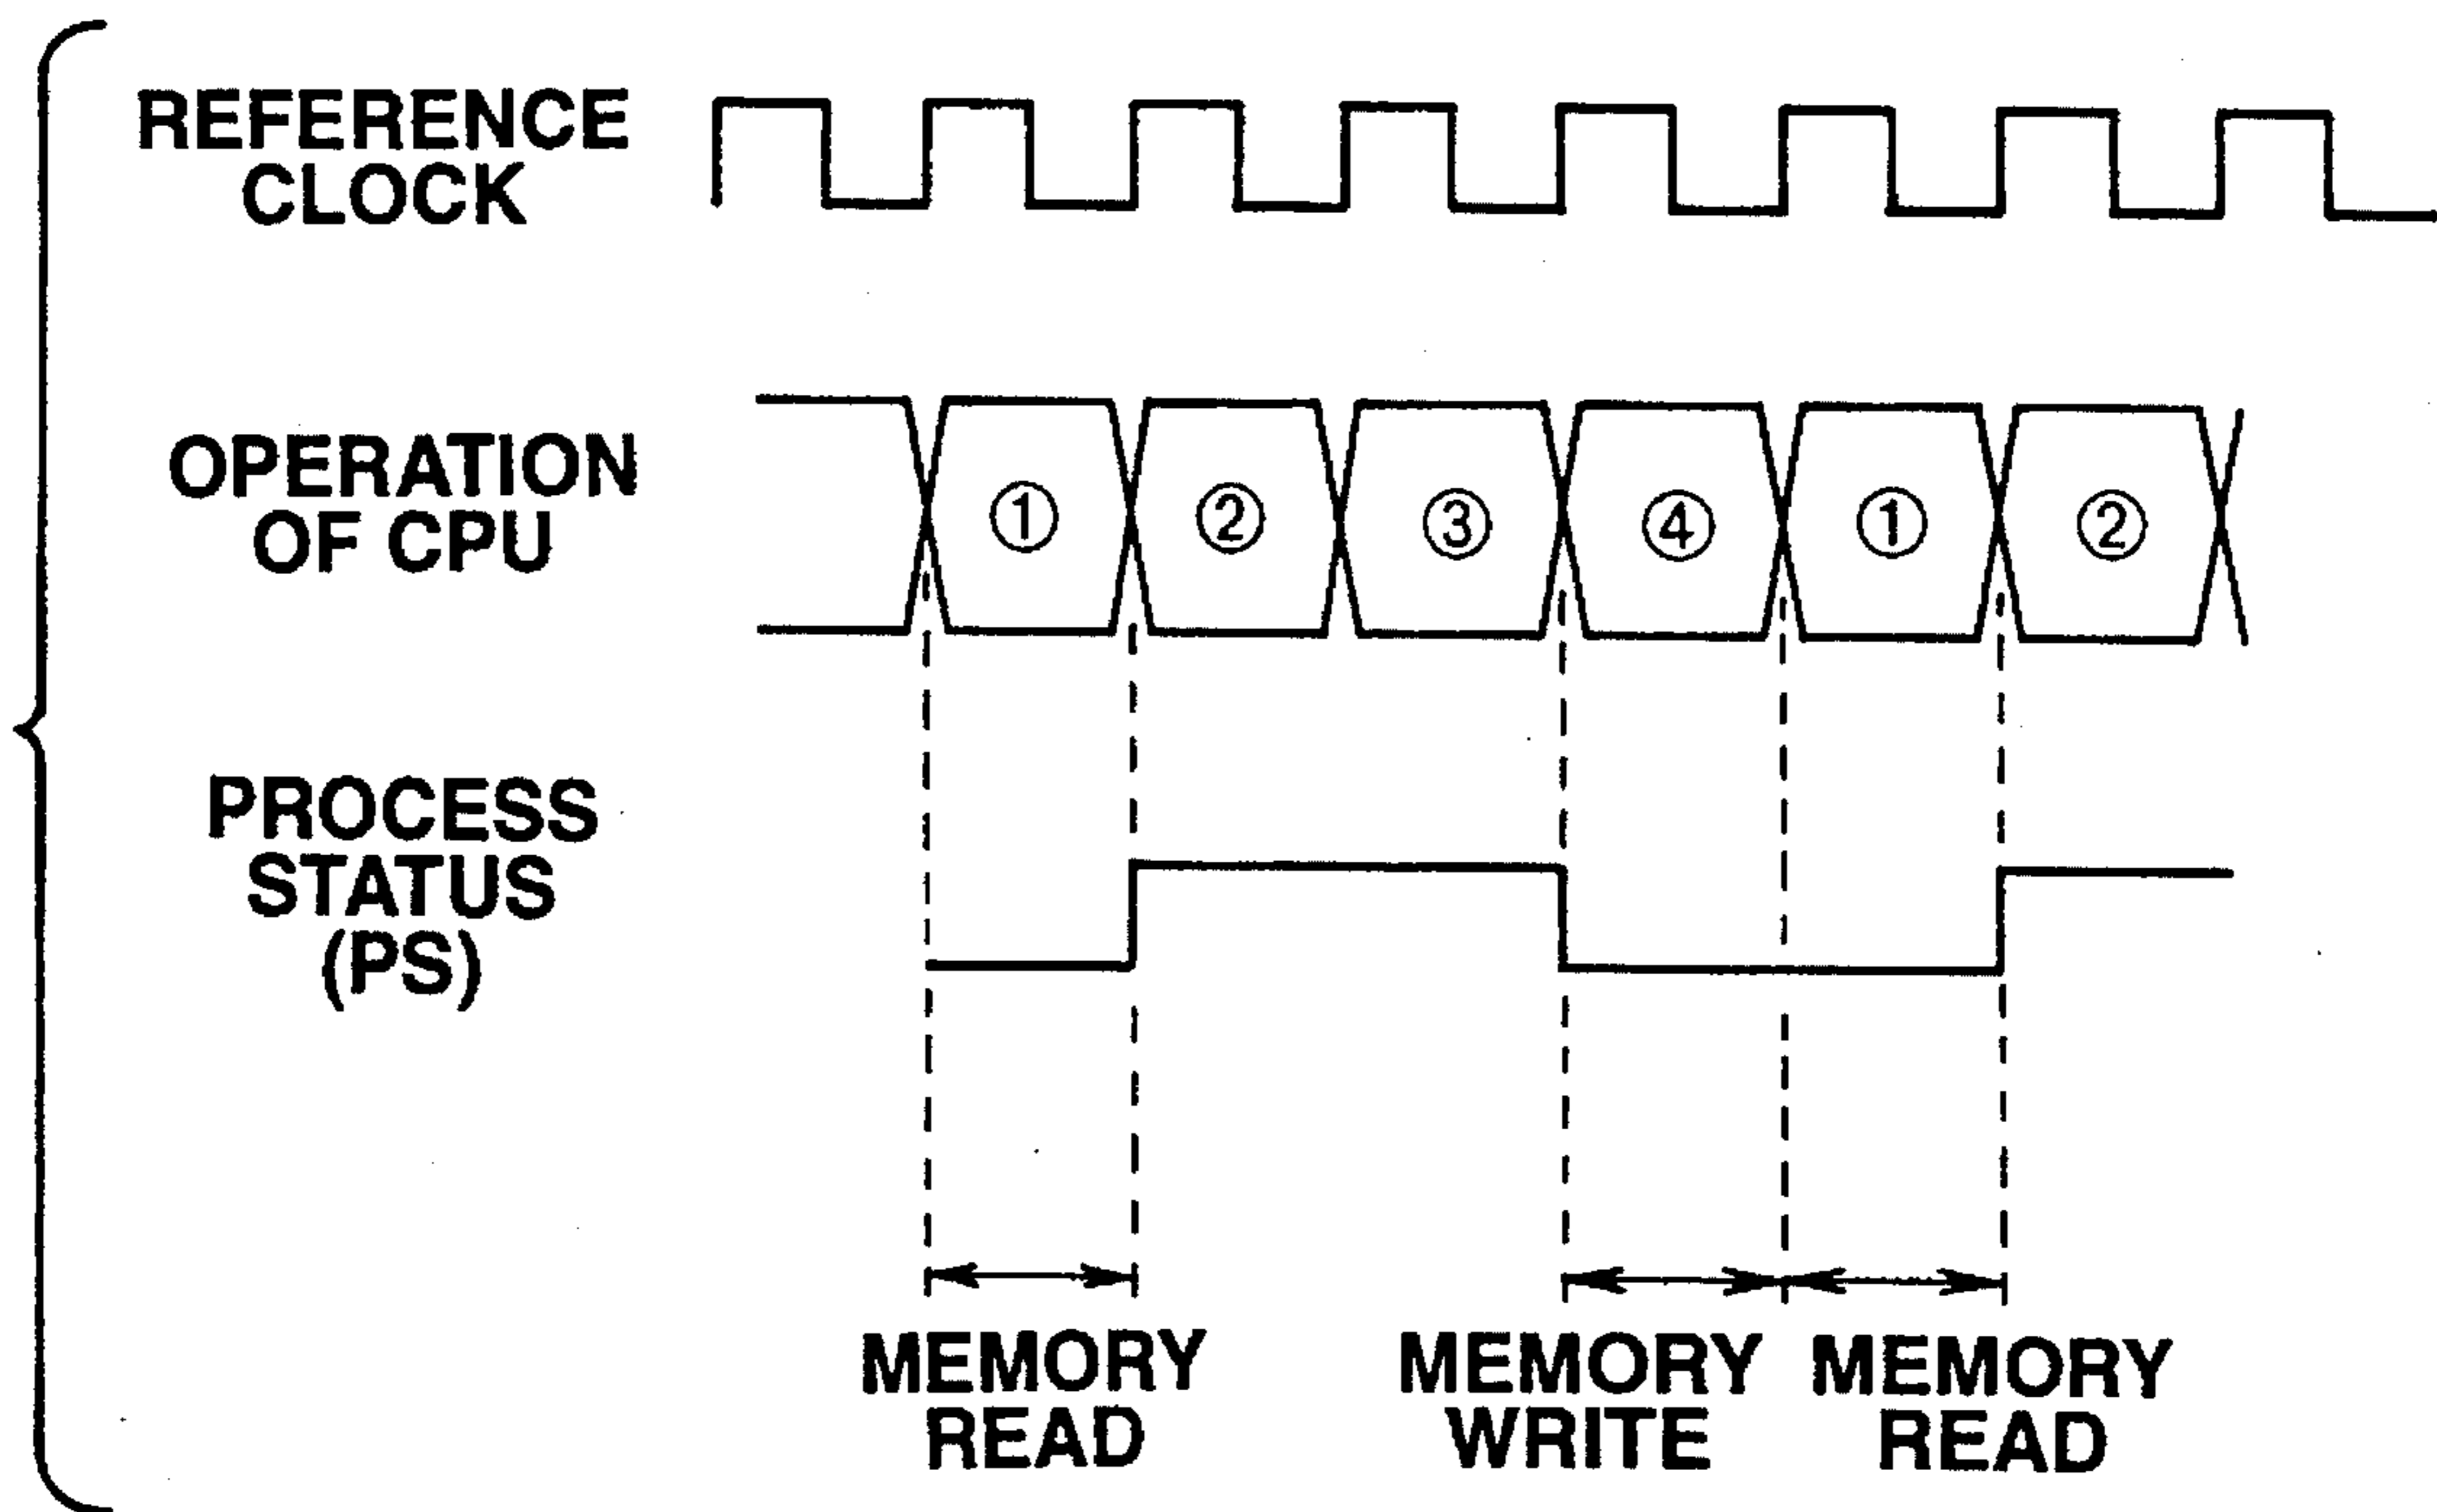 REFERENCE
CLOCK
OPERATION
OF CPU
① ② ③ ④ ① ②
PROCESS
STATUS
(PS)
MEMORY
READ
MEMORY
WRITE
MEMORY
READ